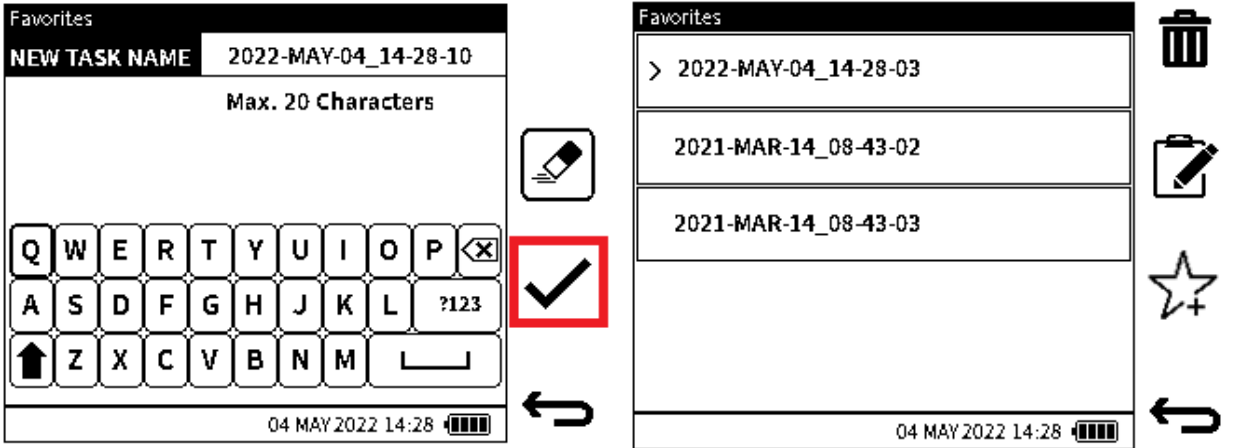 Favorites
NEW TASK NAME 2022-MAY-04_14-28-10
Max. 20 Characters
Q W E R T Y U I O P
A S D F G H J K L ?123
Z X C V B N M
04 MAY 2022 14:28
Favorites
> 2022-MAY-04_14-28-03
2021-MAR-14_08-43-02
2021-MAR-14_08-43-03
04 MAY 2022 14:28